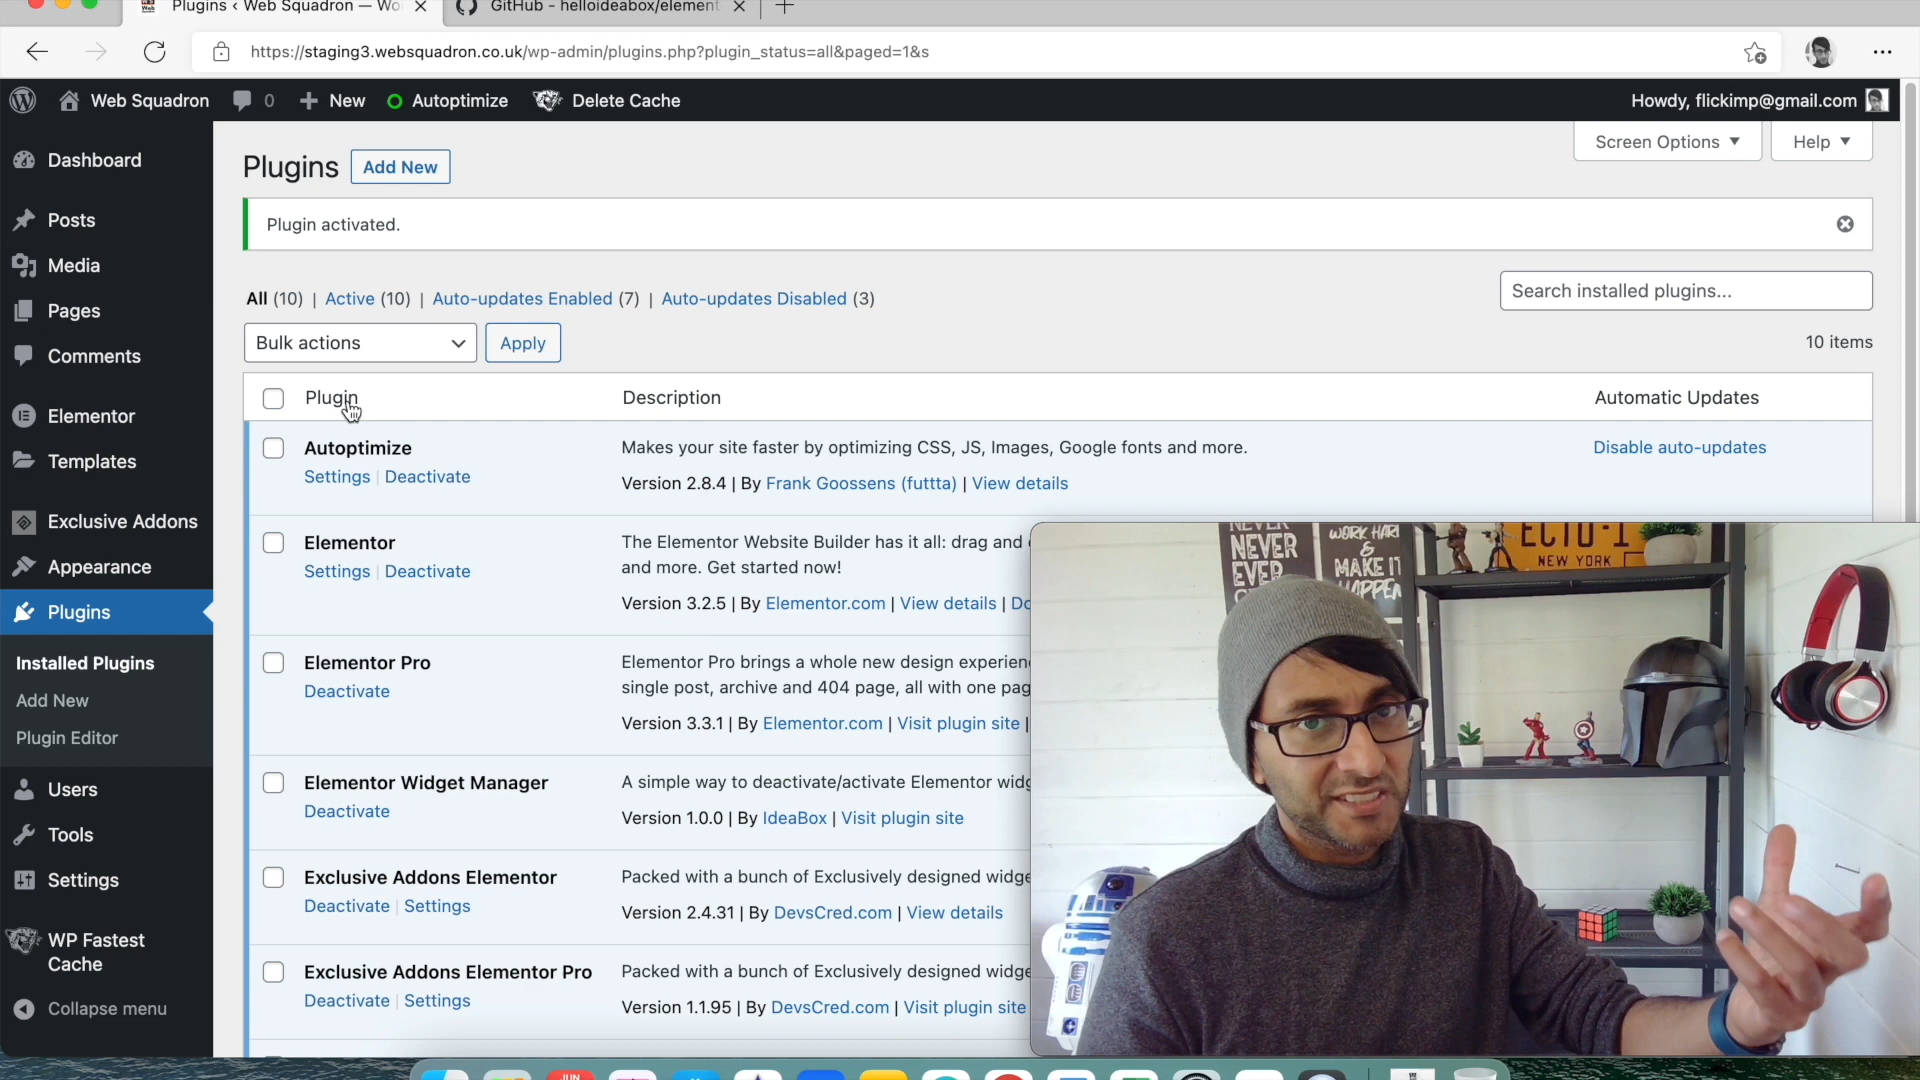 Plugins ‹ Web Squadron — Wo
GitHub - helloideabox/element
https://staging3.websquadron.co.uk/wp-admin/plugins.php?plugin_status=all&paged=1&s
Web Squadron
0
New
Autoptimize
Delete Cache
Howdy, flickimp@gmail.com
Dashboard
Posts
Media
Pages
Comments
Elementor
Templates
Exclusive Addons
Appearance
Plugins
Installed Plugins
Add New
Plugin Editor
Users
Tools
Settings
WP Fastest
Cache
Collapse menu
Screen Options
Help
Plugins
Add New
Plugin activated.
All (10) | Active (10) | Auto-updates Enabled (7) | Auto-updates Disabled (3)
Search installed plugins...
Bulk actions
Apply
10 items
Plugin
Description
Automatic Updates
Autoptimize
Settings | Deactivate
Makes your site faster by optimizing CSS, JS, Images, Google fonts and more.
Version 2.8.4 | By Frank Goossens (futtta) | View details
Disable auto-updates
Elementor
Settings | Deactivate
The Elementor Website Builder has it all: drag and
and more. Get started now!
Version 3.2.5 | By Elementor.com | View details |
Elementor Pro
Deactivate
Elementor Pro brings a whole new design experien
single post, archive and 404 page, all with one pag
Version 3.3.1 | By Elementor.com | Visit plugin site |
Elementor Widget Manager
Deactivate
A simple way to deactivate/activate Elementor widg
Version 1.0.0 | By IdeaBox | Visit plugin site
Exclusive Addons Elementor
Deactivate | Settings
Packed with a bunch of Exclusively designed widge
Version 2.4.31 | By DevsCred.com | View details
Exclusive Addons Elementor Pro
Deactivate | Settings
Packed with a bunch of Exclusively designed widge
Version 1.1.95 | By DevsCred.com | Visit plugin site
NEVER
NEVER
EVER
WORK HARD
&
MAKE IT
HAPPEN
ECTO-1
NEW YORK
JUN